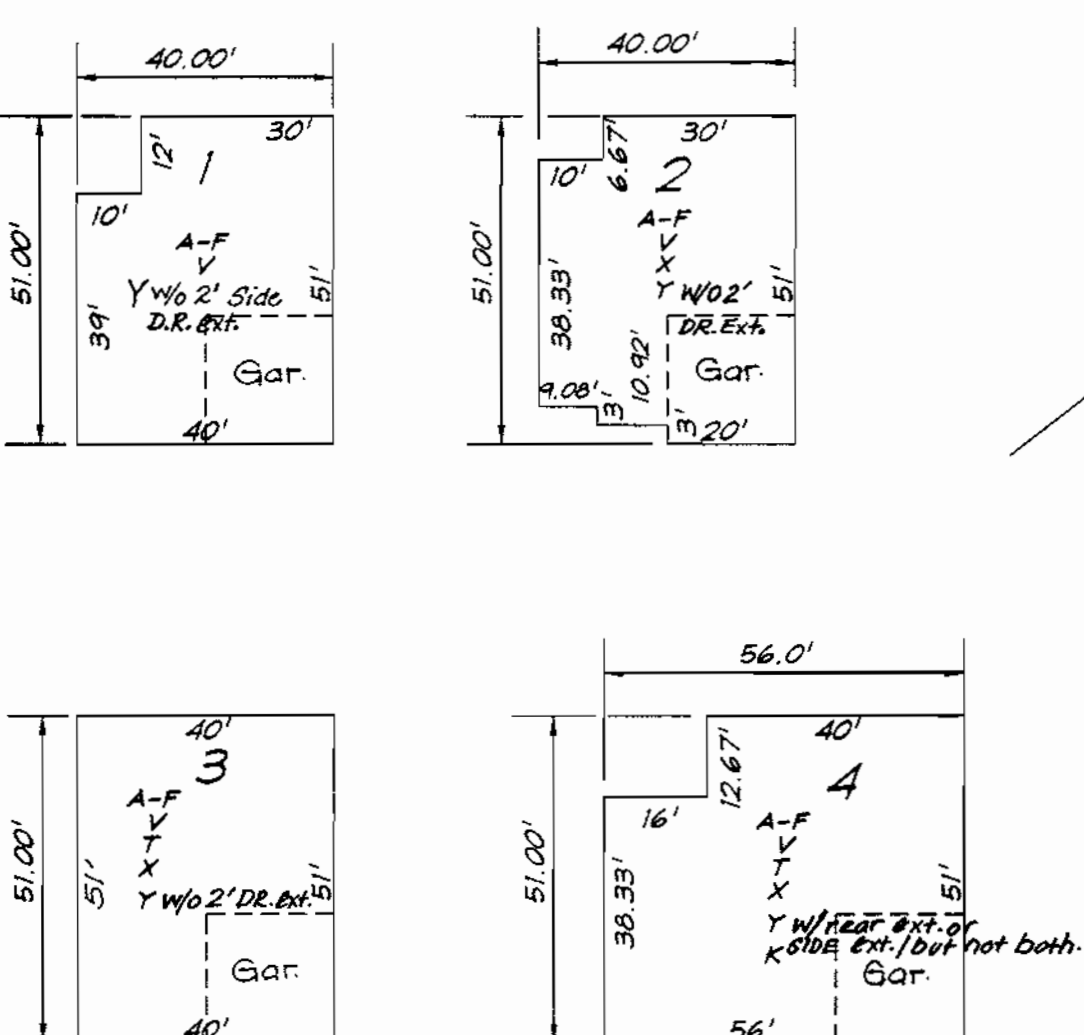 40.00'
30'
12'
1
10'
51.00'
A-F
V
Y W/o 2' Side
D.R. Ext.
51'
39'
Gar.
40'
40.00'
30'
6.67'
10'
2
51.00'
A-F
V
X
Y W/O 2'
DR. Ext.
51'
38.33'
10.92'
Gar.
9.08'
3'
3'
20'
40'
3
51.00'
A-F
V
T
X
Y w/o 2' DR. Ext.
51'
51'
Gar.
40'
56.0'
40'
12.67'
4
16'
51.00'
A-F
V
T
X
Y W/rear ext. or
K SIDE ext./but not both.
51'
38.33'
Gar.
56'